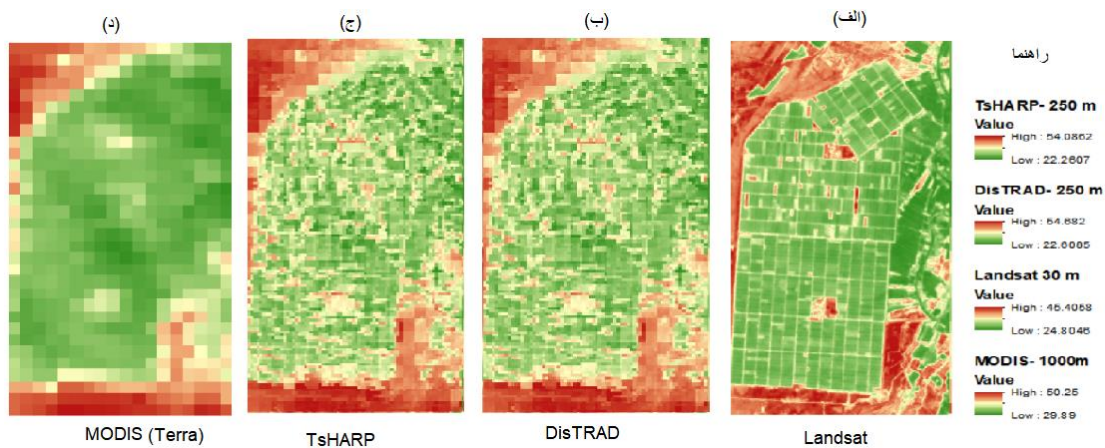 (الف)
(ب)
(ج)
(د)
راهنما
TsHARP- 250 m
Value
High : 54.0862
Low : 22.2607
DisTRAD- 250 m
Value
High : 54.682
Low : 22.6085
Landsat 30 m
Value
High : 45.4058
Low : 24.8046
MODIS- 1000m
Value
High : 50.25
Low : 29.89
Landsat
DisTRAD
TsHARP
MODIS (Terra)